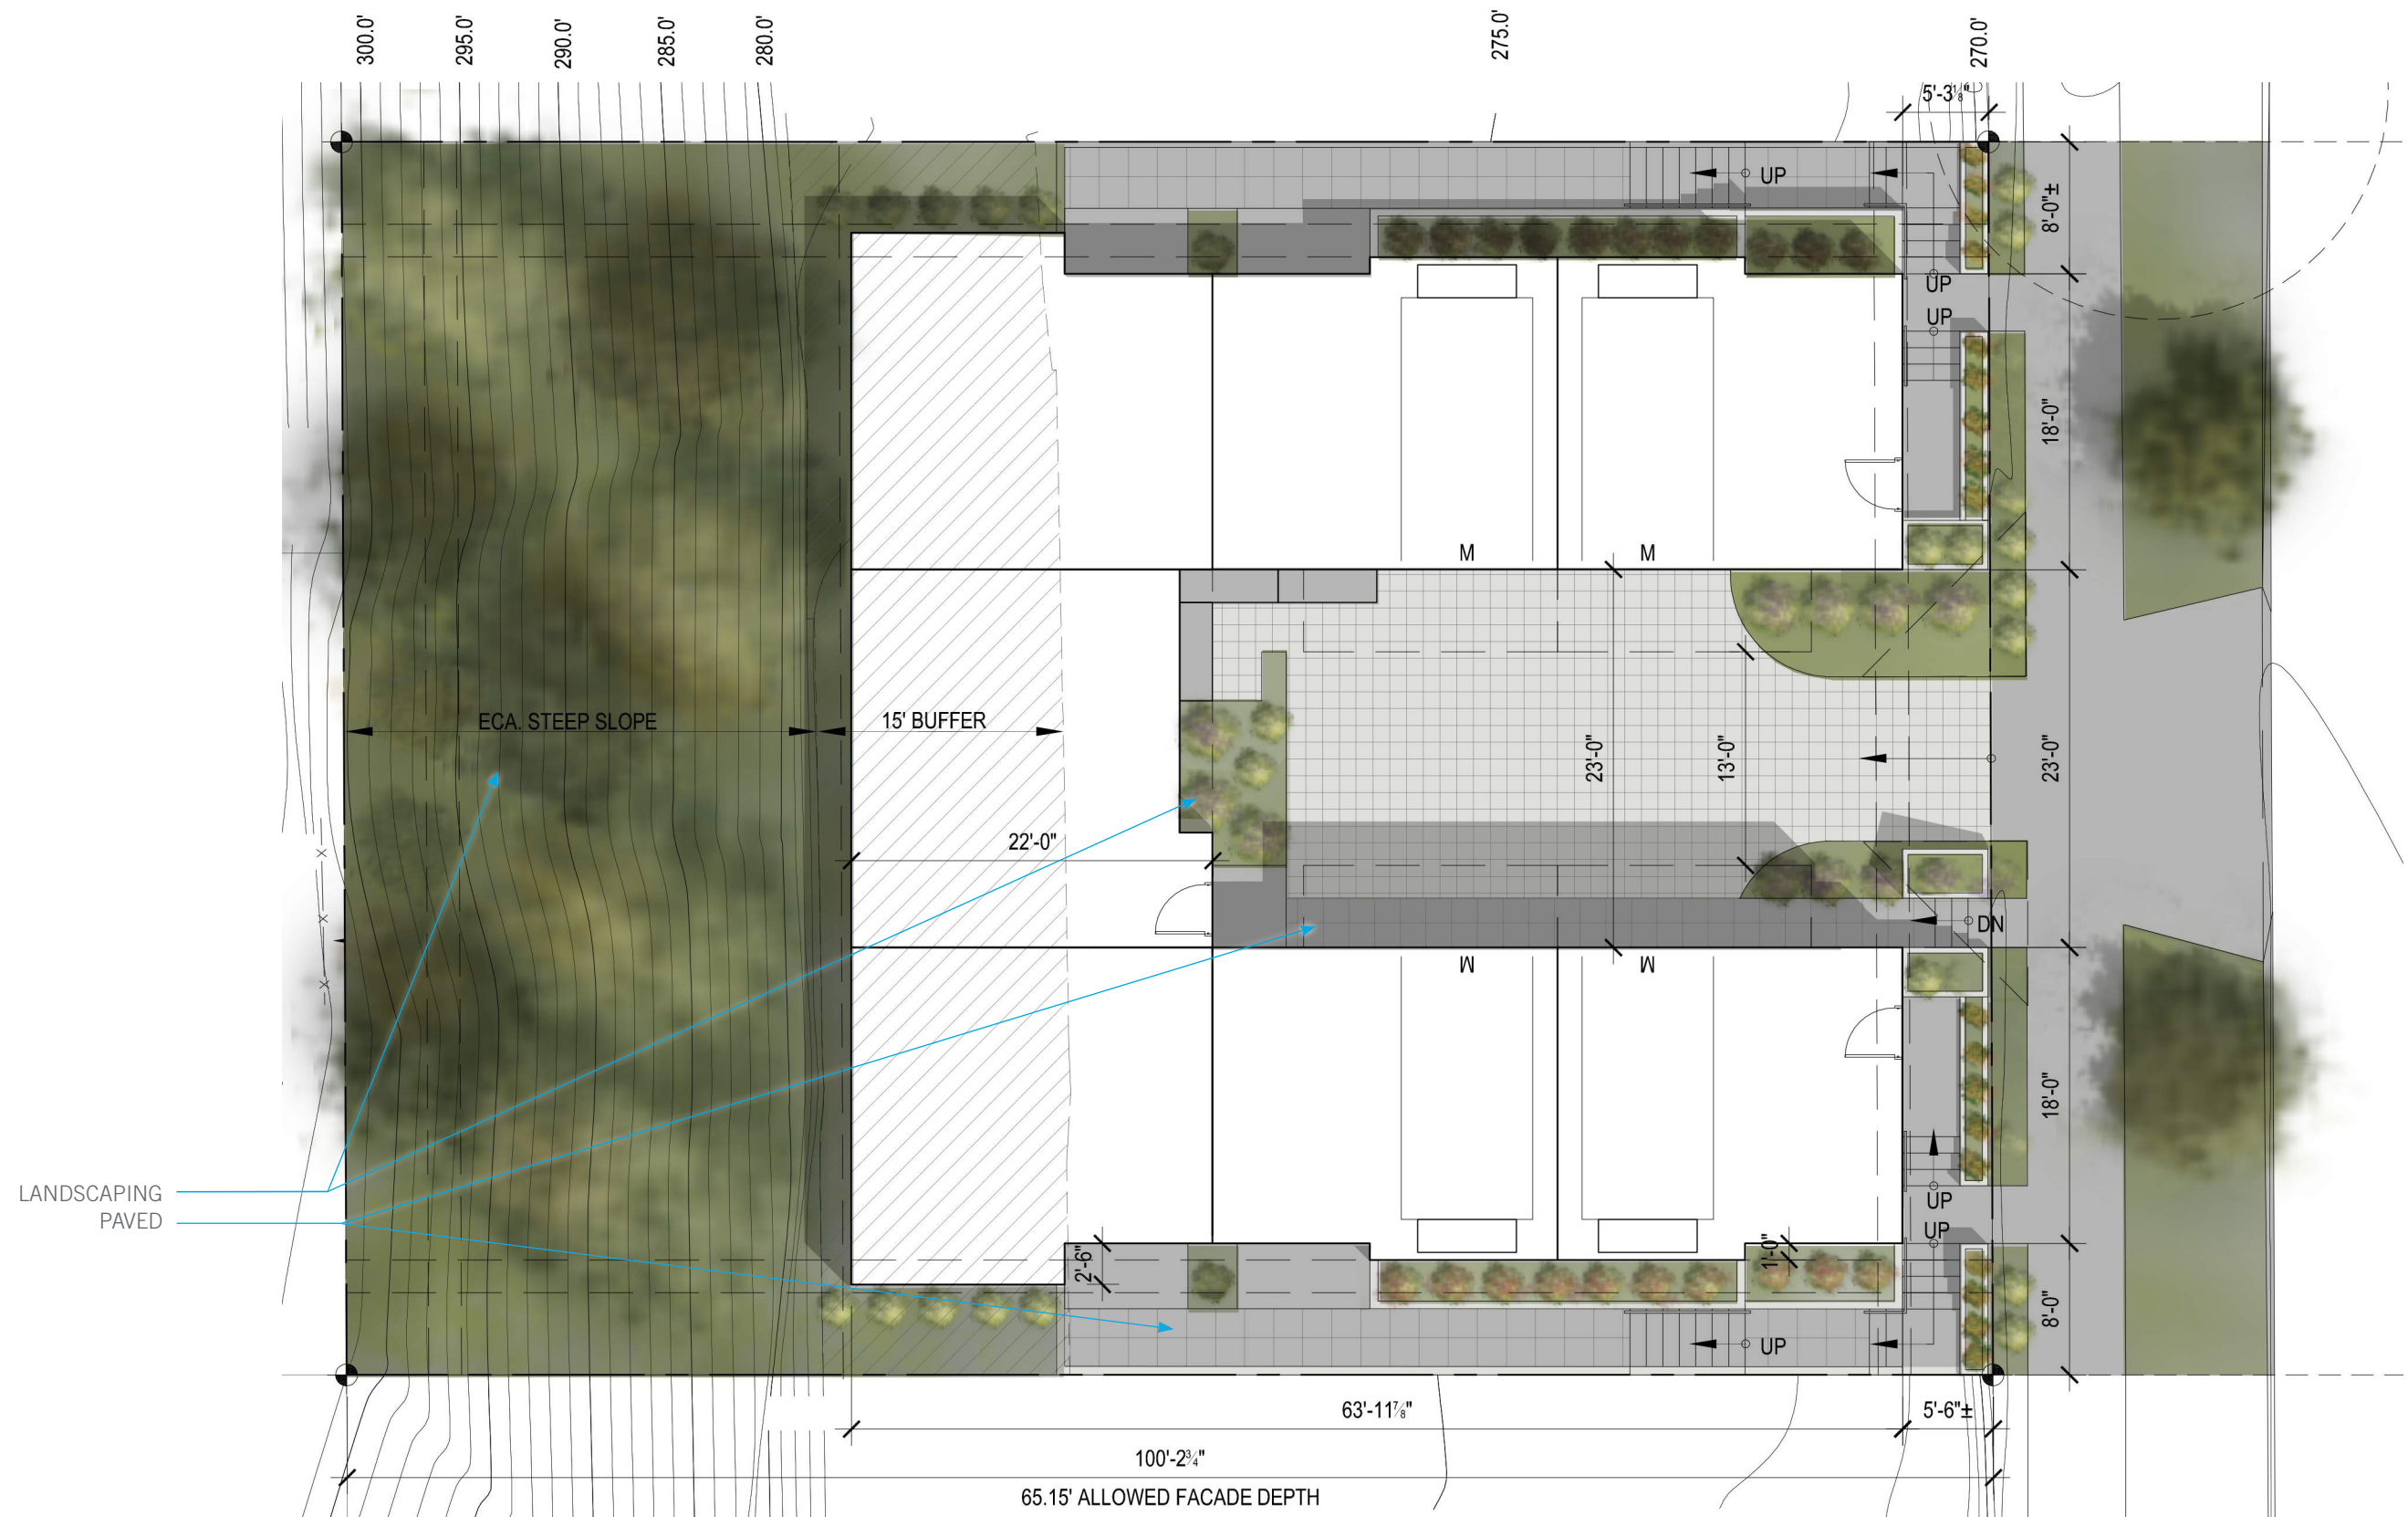 300.0'
295.0'
290.0'
285.0'
280.0'
275.0'
270.0'
5'-3⅛"
UP
8'-0"±
UP
UP
18'-0"
M
M
ECA. STEEP SLOPE
15' BUFFER
23'-0"
13'-0"
23'-0"
22'-0"
X
X
X
DN
M
M
18'-0"
LANDSCAPING
PAVED
UP
UP
2'-6"
1'-0"
8'-0"
UP
63'-11⅞"
5'-6"±
100'-2¾"
65.15' ALLOWED FACADE DEPTH